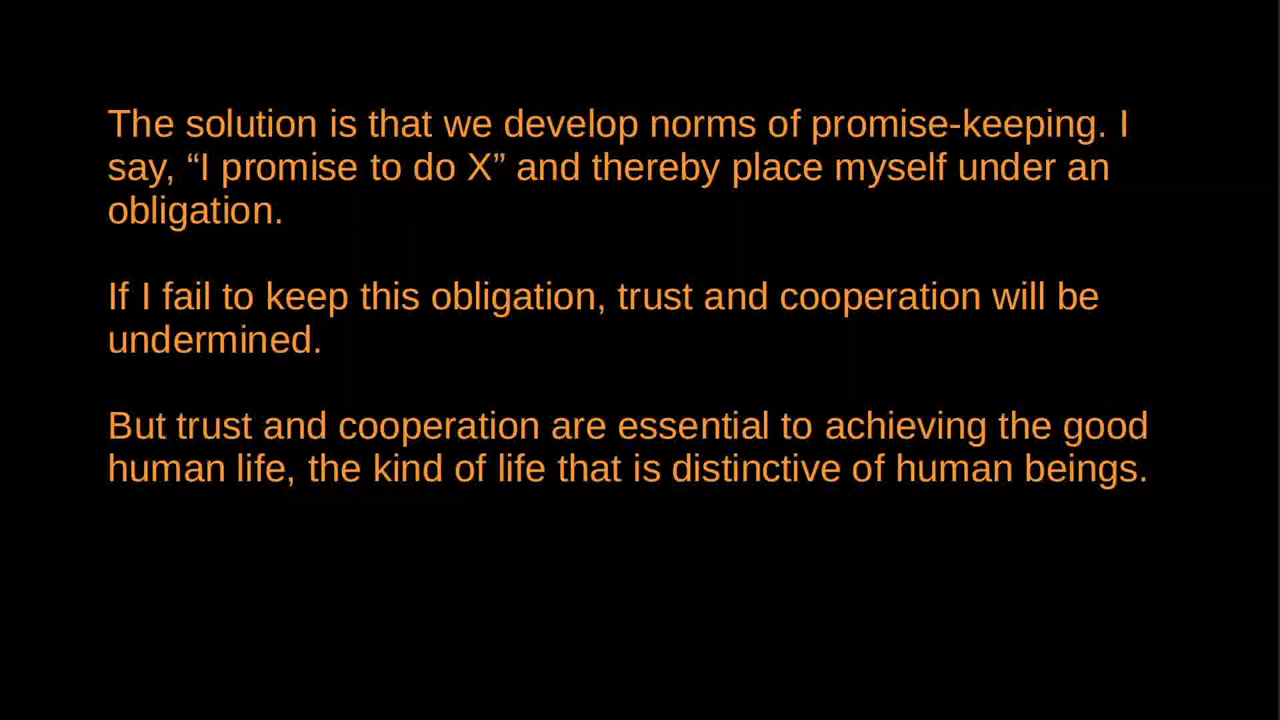 The solution is that we develop norms of promise-keeping. I
say, “I promise to do X” and thereby place myself under an
obligation.
If I fail to keep this obligation, trust and cooperation will be
undermined.
But trust and cooperation are essential to achieving the good
human life, the kind of life that is distinctive of human beings.